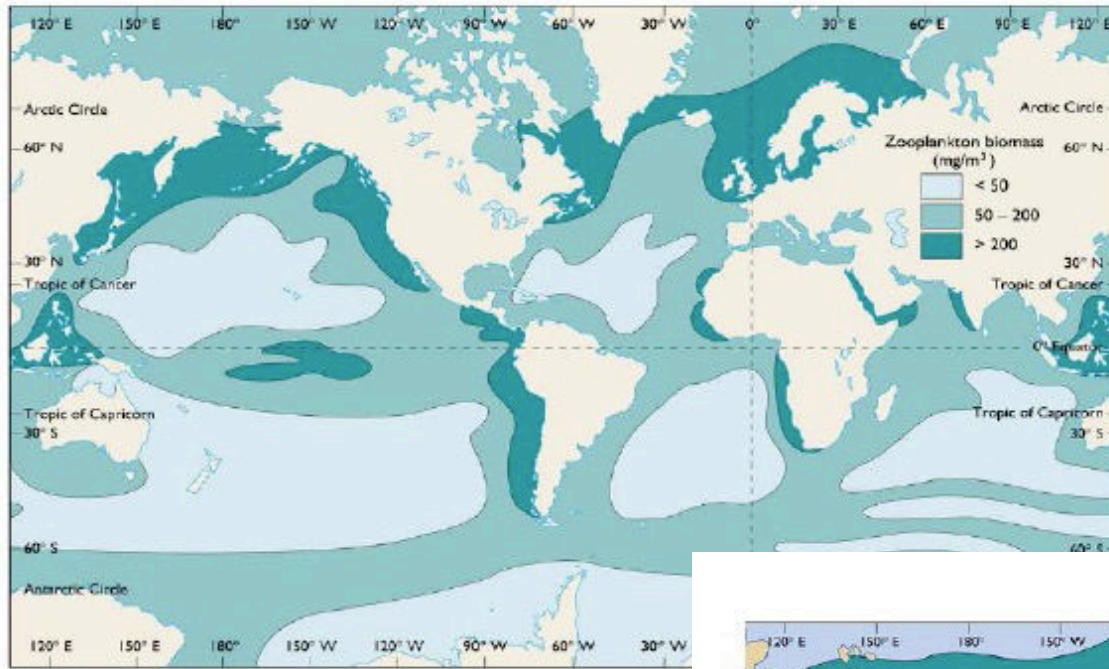 120° E 150° E 180° 150° W 120° W 90° W 60° W 30° W 0° 30° E 60° E 90° E 120° E
Arctic Circle Arctic Circle
60° N 60° N
Zooplankton biomass
(mg/m³)
< 50
50 – 200
> 200
30° N 30° N
Tropic of Cancer Tropic of Cancer
0° Equator
Tropic of Capricorn Tropic of Capricorn
30° S 30° S
60° S 60° S
Antarctic Circle
120° E 150° E 180° 150° W 120° W 90° W 60° W 30° W
120° E 150° E 180° 150° W